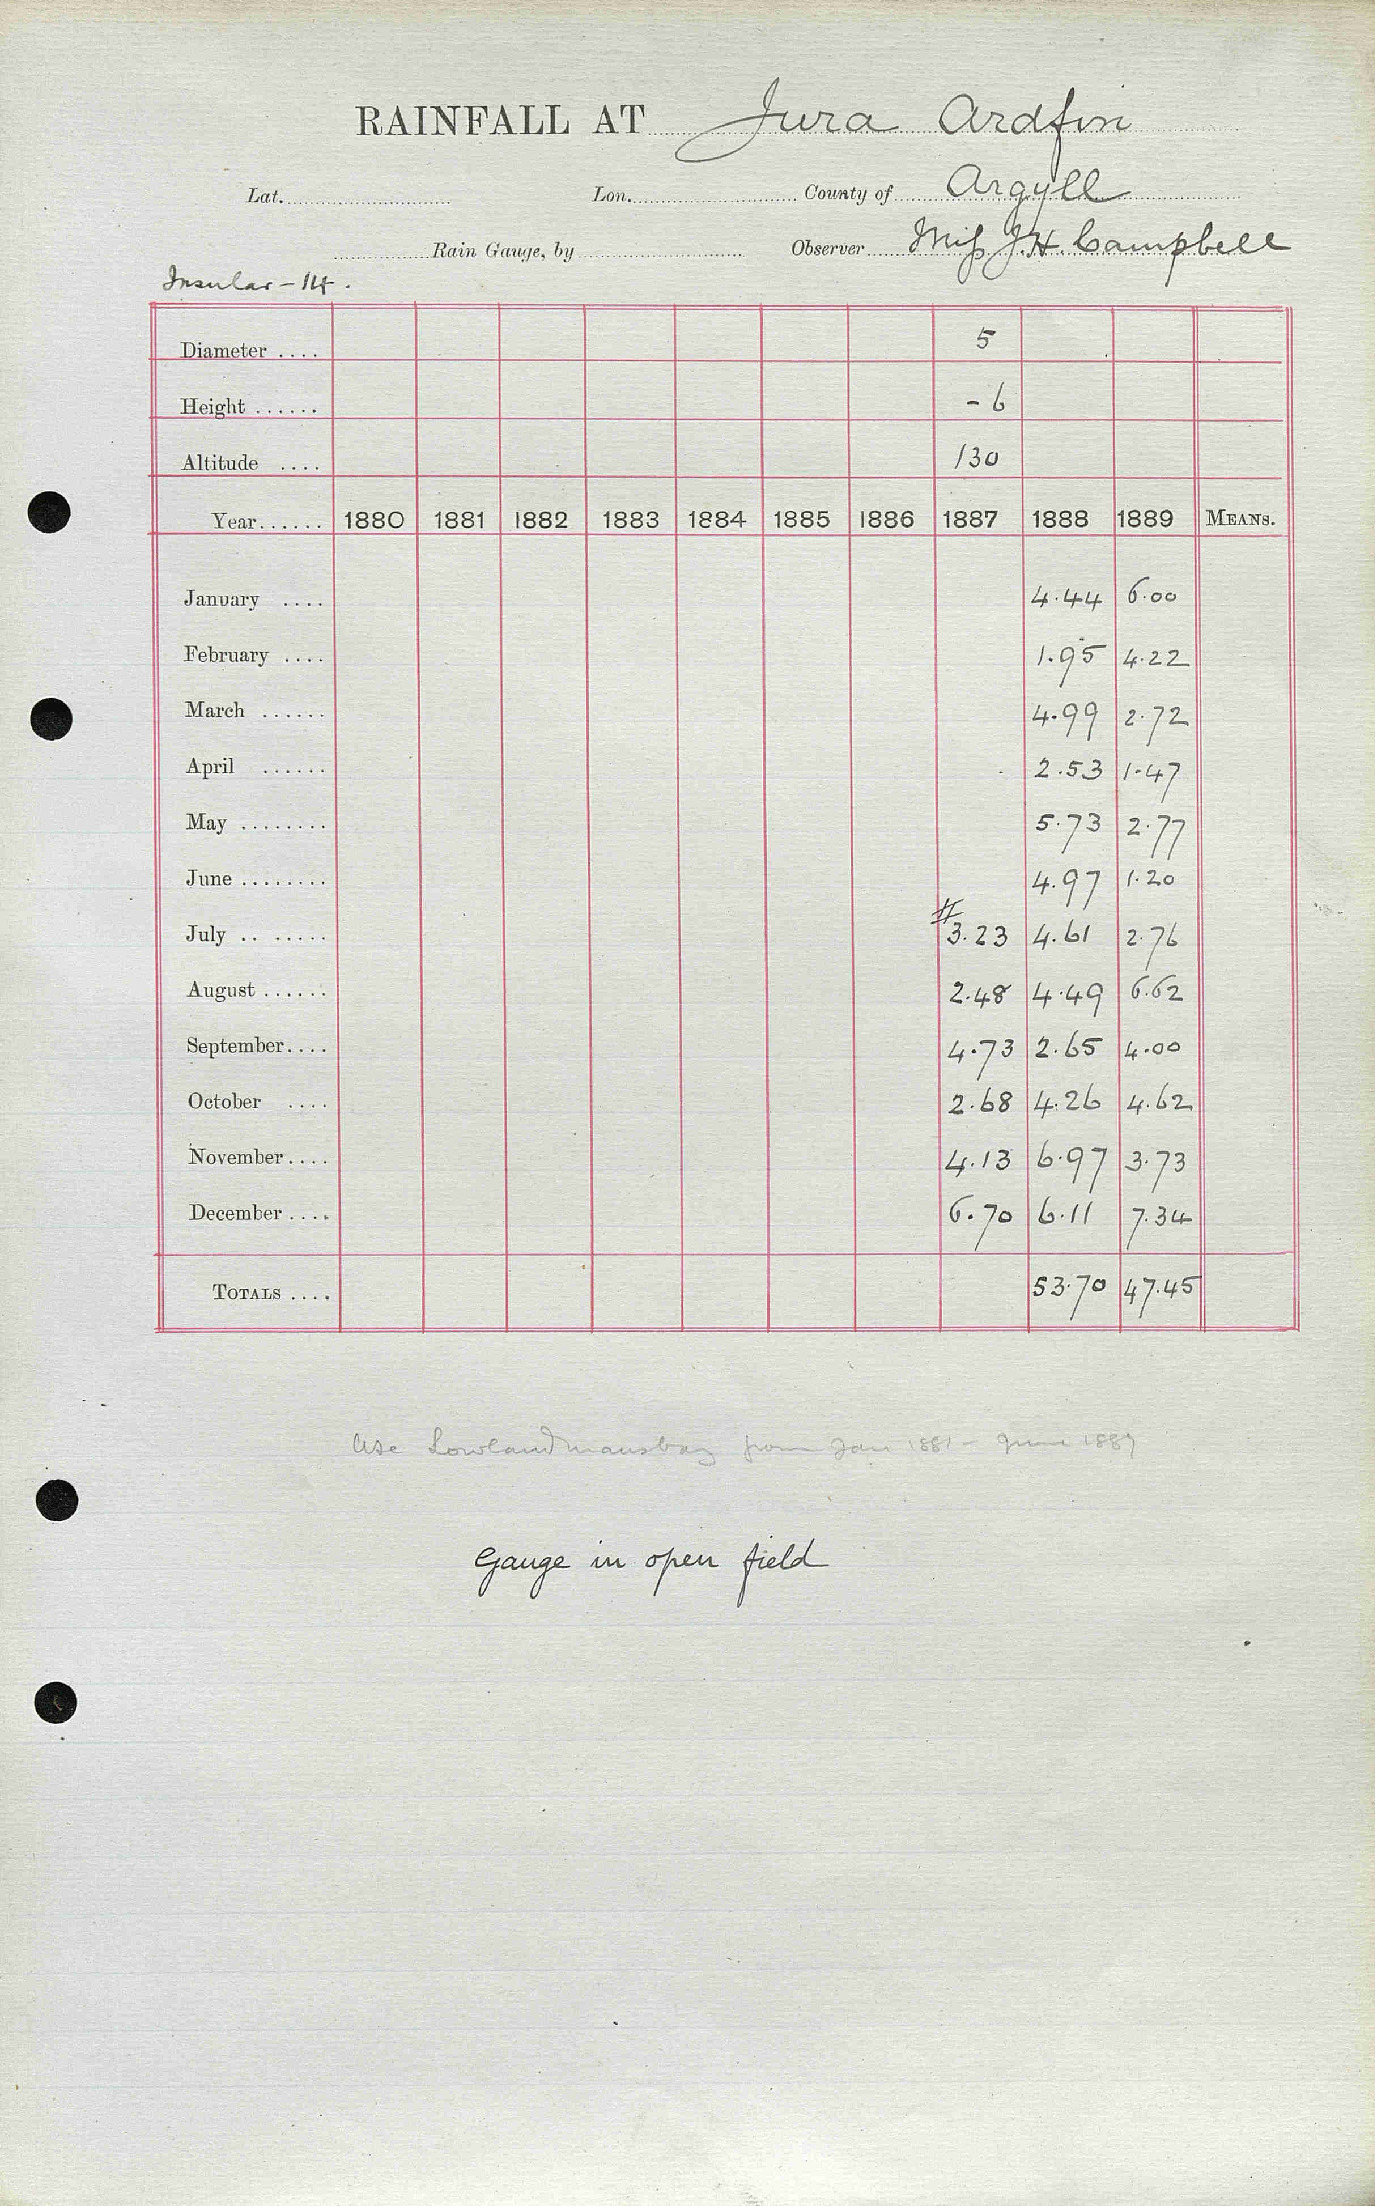 RAINFALL AT Jura Ardfin
Lat. Lon. County of Argyll
Rain Gauge, by Observer Miss J.H. Campbell
Insular - 14.
Diameter .... 5
Height ...... - 6
Altitude .... 130
Year...... 1880 1881 1882 1883 1884 1885 1886 1887 1888 1889 MEANS.
January .... 4.44 6.00
February .... 1.95 4.22
March ...... 4.99 2.72
April ...... 2.53 1.47
May ........ 5.73 2.77
June ........ 4.97 1.20
July .. ..... # 3.23 4.61 2.76
August ...... 2.48 4.49 6.62
September.... 4.73 2.65 4.00
October .... 2.68 4.26 4.62
November.... 4.13 6.97 3.73
December.... 6.70 6.11 7.34
TOTALS .... 53.70 47.45
Use Lowlandmansbay from Jan 1881 - June 1887
Gauge in open field